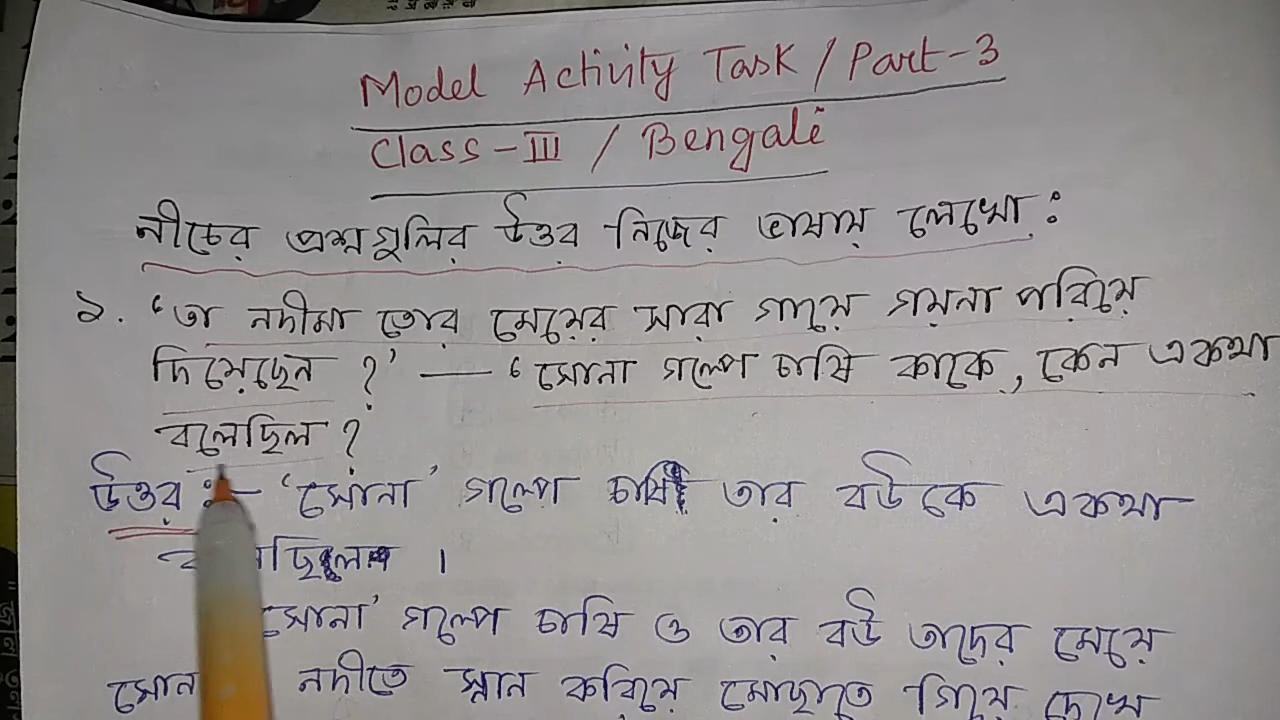 Model Activity Task / Part-3
Class-III / Bengali
নীচের প্রশ্নগুলির উত্তর নিজের ভাষায় লেখো :
১. 'তা নদীমা তোর মেয়ের সারা গায়ে গয়না পরিয়ে
দিয়েছেন ?' — 'সোনা গল্পে চাষি কাকে, কেন একথা
বলেছিল ?
উত্তর :- 'সোনা' গল্পে চাষি তার বউকে একথা
।
সোনা' গল্পে চাষি ও তার বউ তাদের মেয়ে
নদীতে স্নান করিয়ে মোছাতে গিয়ে দেখে